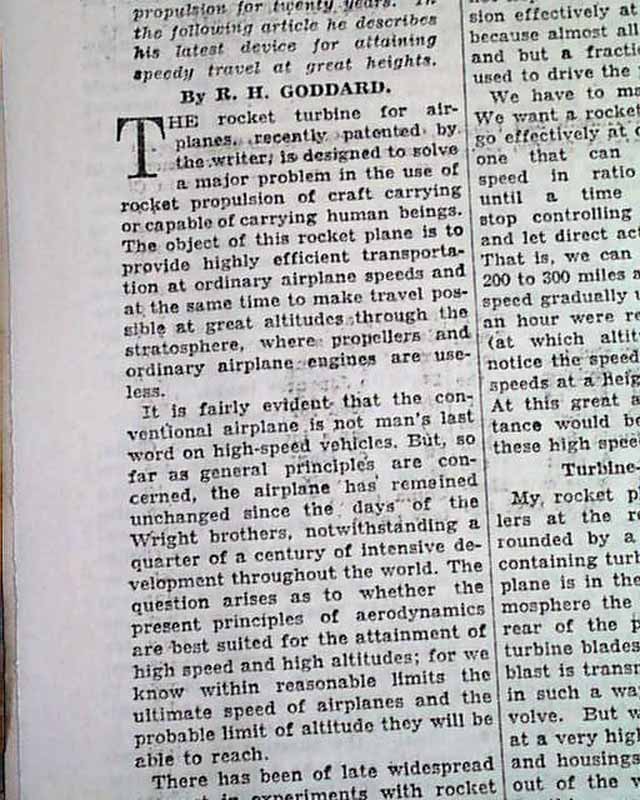 propulsion for twenty years. In
the following article he describes
his latest device for attaining
speedy travel at great heights.
By R. H. GODDARD.
THE rocket turbine for air-
planes, recently patented by
the writer, is designed to solve
a major problem in the use of
rocket propulsion of craft carrying
or capable of carrying human beings.
The object of this rocket plane is to
provide highly efficient transporta-
tion at ordinary airplane speeds and
at the same time to make travel pos-
sible at great altitudes through the
stratosphere, where propellers and
ordinary airplane engines are use-
less.
It is fairly evident that the con-
ventional airplane is not man's last
word on high-speed vehicles. But, so
far as general principles are con-
cerned, the airplane has remained
unchanged since the days of the
Wright brothers, notwithstanding a
quarter of a century of intensive de-
velopment throughout the world. The
question arises as to whether the
present principles of aerodynamics
are best suited for the attainment of
high speed and high altitudes; for we
know within reasonable limits the
ultimate speed of airplanes and the
probable limit of altitude they will be
able to reach.
There has been of late widespread
in experiments with rocket
sion effectively at
because almost all
and but a fracti
used to drive the
We have to ma
We want a rocket
go effectively at
one that can
speed in ratio
until a time
stop controlling
and let direct act
That is, we can
200 to 300 miles a
speed gradually
an hour were re
(at which altit
notice the speed
speeds at a heig
At this great a
tance would be
these high spee
Turbine-
My rocket pl
lers at the re
rounded by a
containing turb
plane is in the
mosphere the
rear of the p
turbine blades
blast is transm
in such a wa
volve. But w
at a very high
and housings
out of the